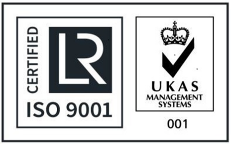 CERTIFIED
LR
ISO 9001
UKAS
MANAGEMENT
SYSTEMS
001